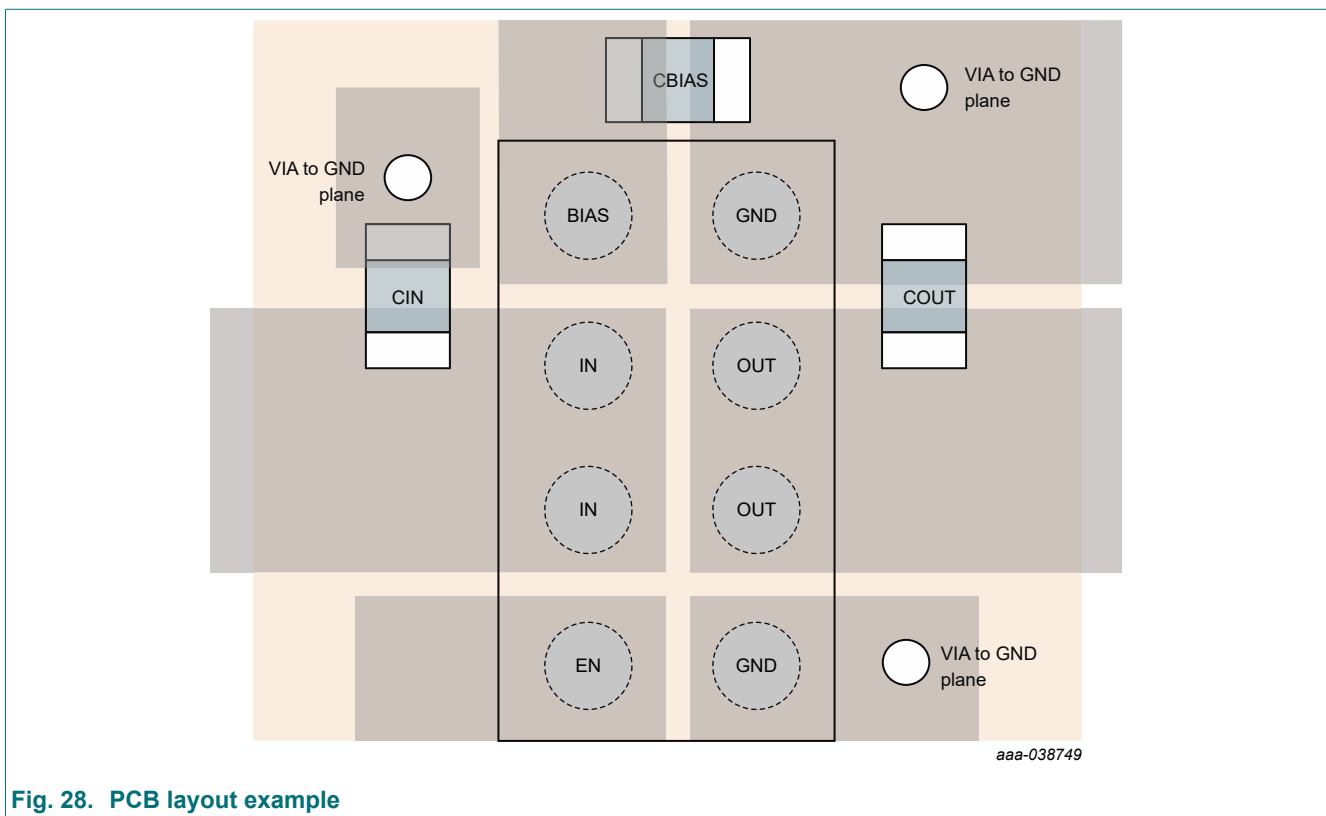 CBIAS
VIA to GND
plane
VIA to GND
plane
BIAS
GND
CIN
COUT
IN
OUT
IN
OUT
EN
GND
VIA to GND
plane
aaa-038749
Fig. 28. PCB layout example